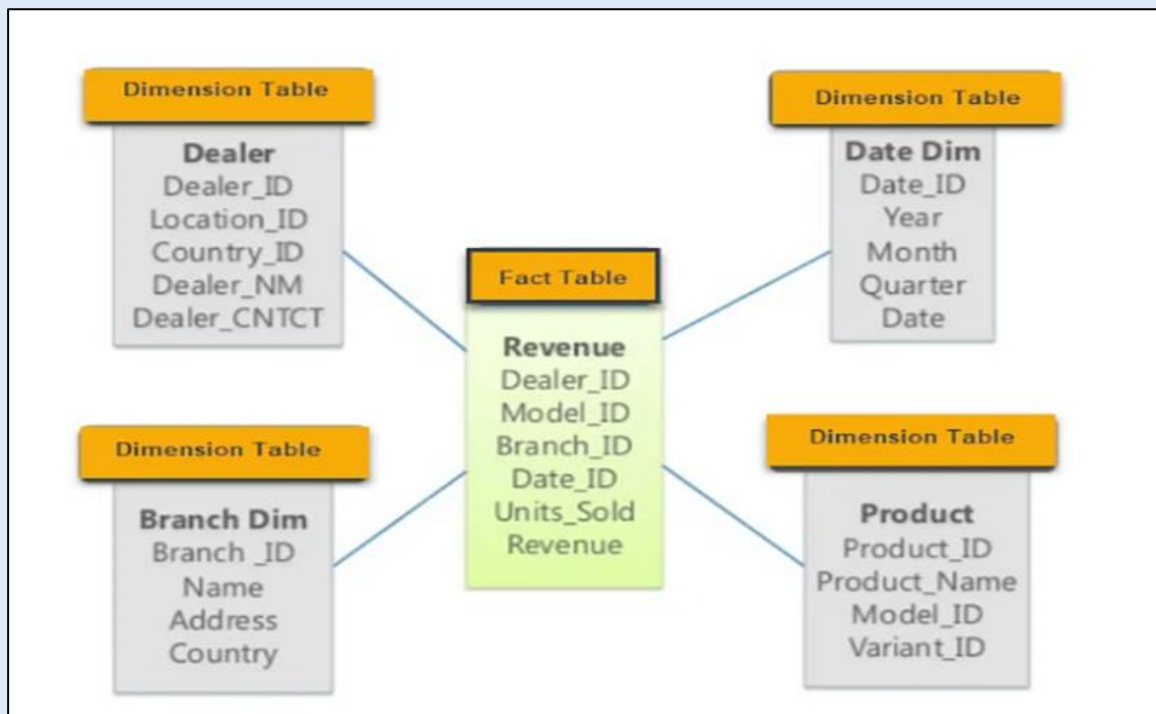 Dimension Table
Dealer
Dealer_ID
Location_ID
Country_ID
Dealer_NM
Dealer_CNTCT
Dimension Table
Date Dim
Date_ID
Year
Month
Quarter
Date
Fact Table
Revenue
Dealer_ID
Model_ID
Branch_ID
Date_ID
Units_Sold
Revenue
Dimension Table
Branch Dim
Branch _ID
Name
Address
Country
Dimension Table
Product
Product_ID
Product_Name
Model_ID
Variant_ID